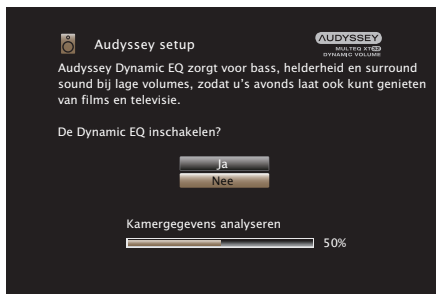 Audyssey setup
AUDYSSEY
MULTEQ XT32
DYNAMIC VOLUME
Audyssey Dynamic EQ zorgt voor bass, helderheid en surround
sound bij lage volumes, zodat u's avonds laat ook kunt genieten
van films en televisie.
De Dynamic EQ inschakelen?
Ja
Nee
Kamergegevens analyseren
50%